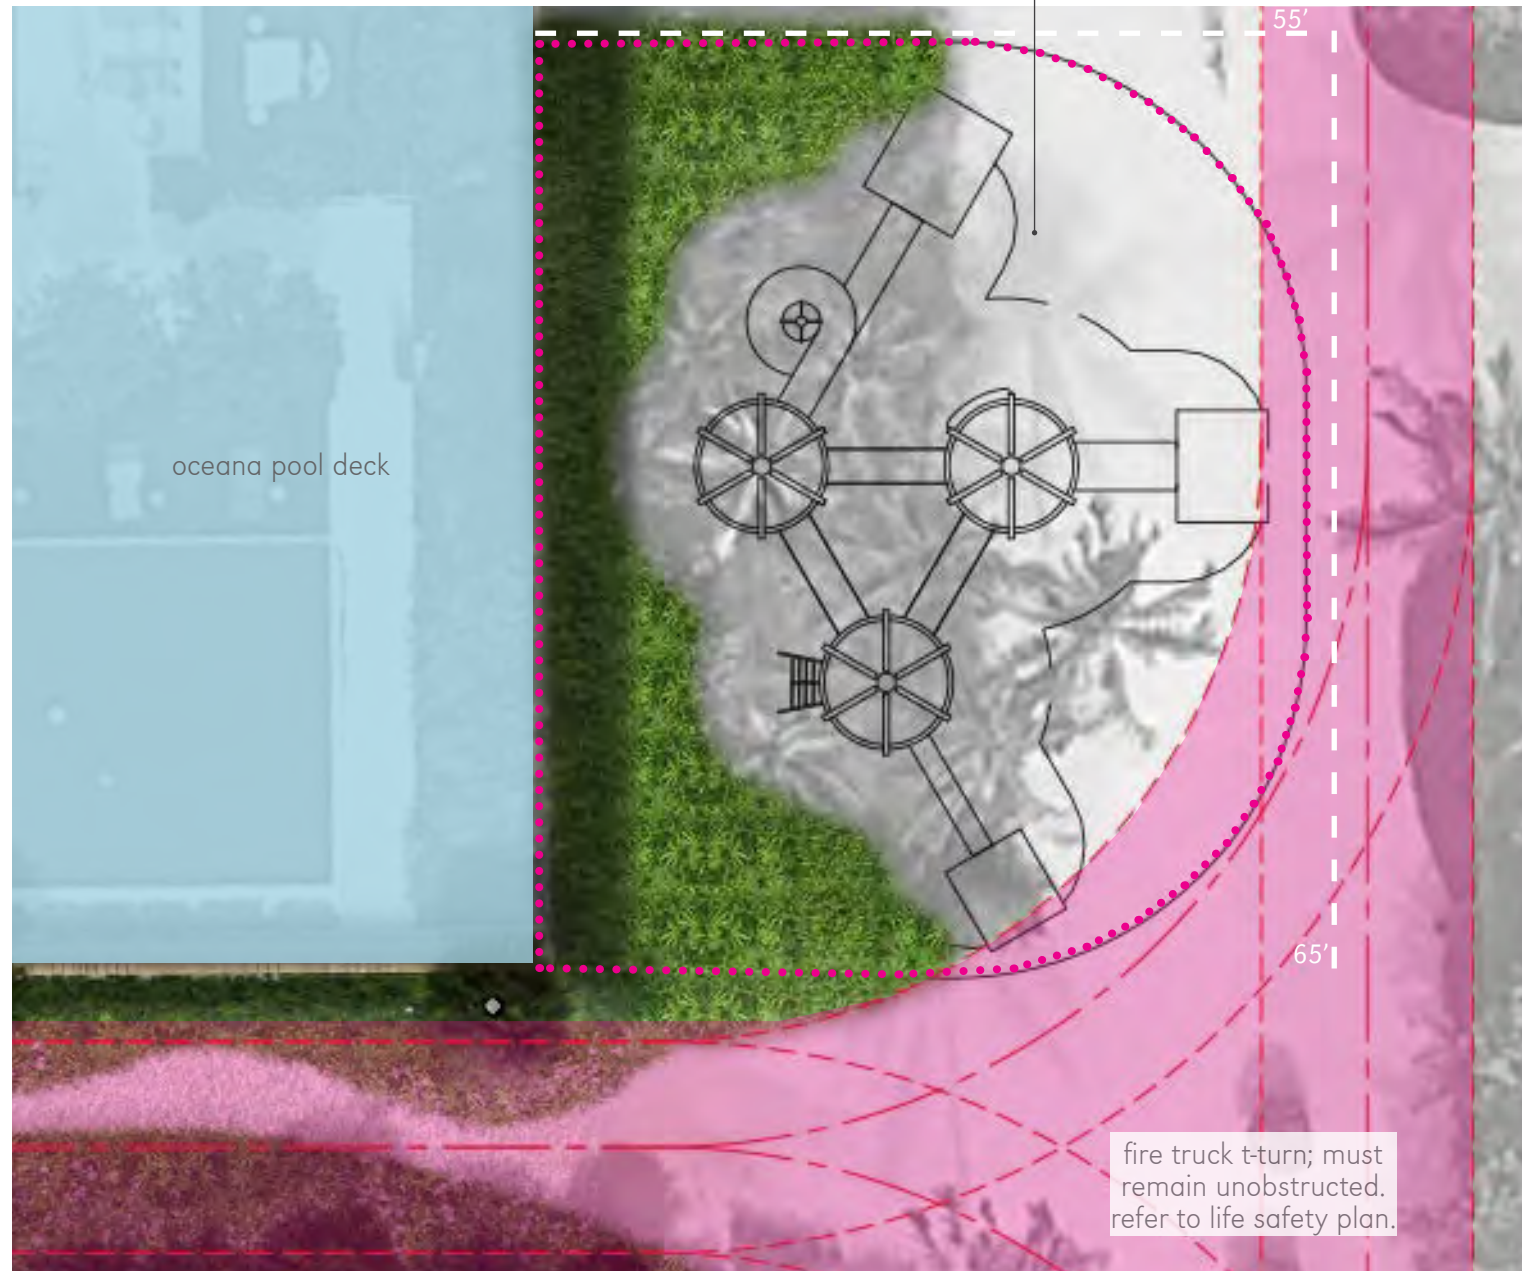 55’
oceana pool deck
65’
fire truck t-turn; must
remain unobstructed.
refer to life safety plan.